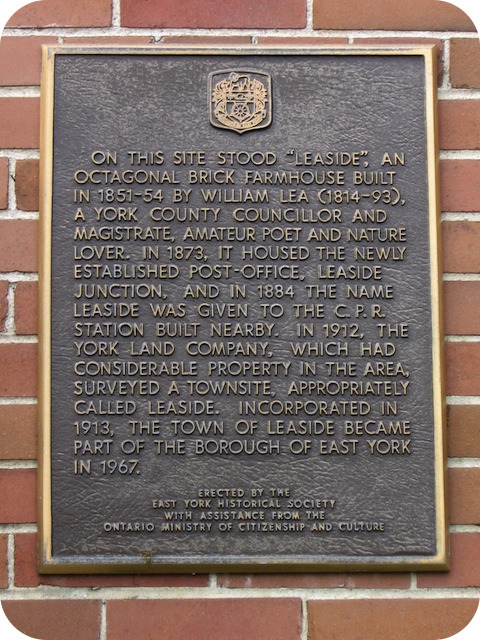 ON THIS SITE STOOD "LEASIDE", AN
OCTAGONAL BRICK FARMHOUSE BUILT
IN 1851-54 BY WILLIAM LEA (1814-93),
A YORK COUNTY COUNCILLOR AND
MAGISTRATE, AMATEUR POET AND NATURE
LOVER. IN 1873, IT HOUSED THE NEWLY
ESTABLISHED POST-OFFICE, LEASIDE
JUNCTION, AND IN 1884 THE NAME
LEASIDE WAS GIVEN TO THE C.P.R.
STATION BUILT NEARBY. IN 1912, THE
YORK LAND COMPANY, WHICH HAD
CONSIDERABLE PROPERTY IN THE AREA,
SURVEYED A TOWNSITE, APPROPRIATELY
CALLED LEASIDE. INCORPORATED IN
1913, THE TOWN OF LEASIDE BECAME
PART OF THE BOROUGH OF EAST YORK
IN 1967.
ERECTED BY THE
EAST YORK HISTORICAL SOCIETY
WITH ASSISTANCE FROM THE
ONTARIO MINISTRY OF CITIZENSHIP AND CULTURE